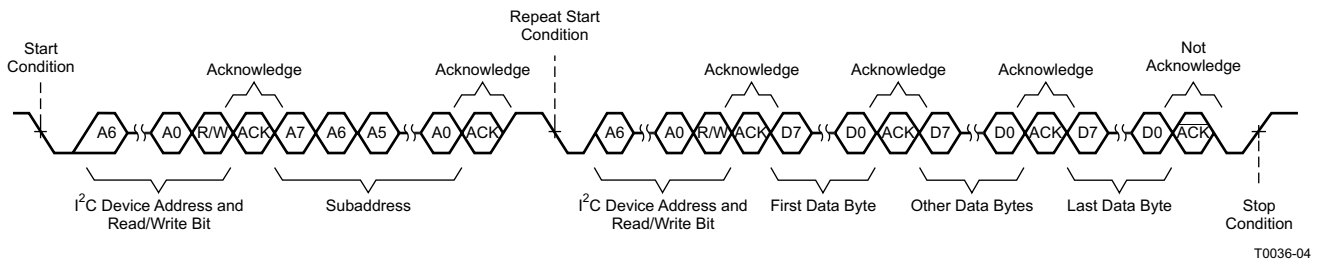 Repeat Start
Condition
Start
Condition
Not
Acknowledge
Acknowledge
Acknowledge
Acknowledge
Acknowledge
Acknowledge
A6 A0 R/W ACK A7 A6 A5 A0 ACK A6 A0 R/W ACK D7 D0 ACK D7 D0 ACK D7 D0 ACK
I²C Device Address and
Read/Write Bit
Subaddress
I²C Device Address and
Read/Write Bit
First Data Byte
Other Data Bytes
Last Data Byte
Stop
Condition
T0036-04